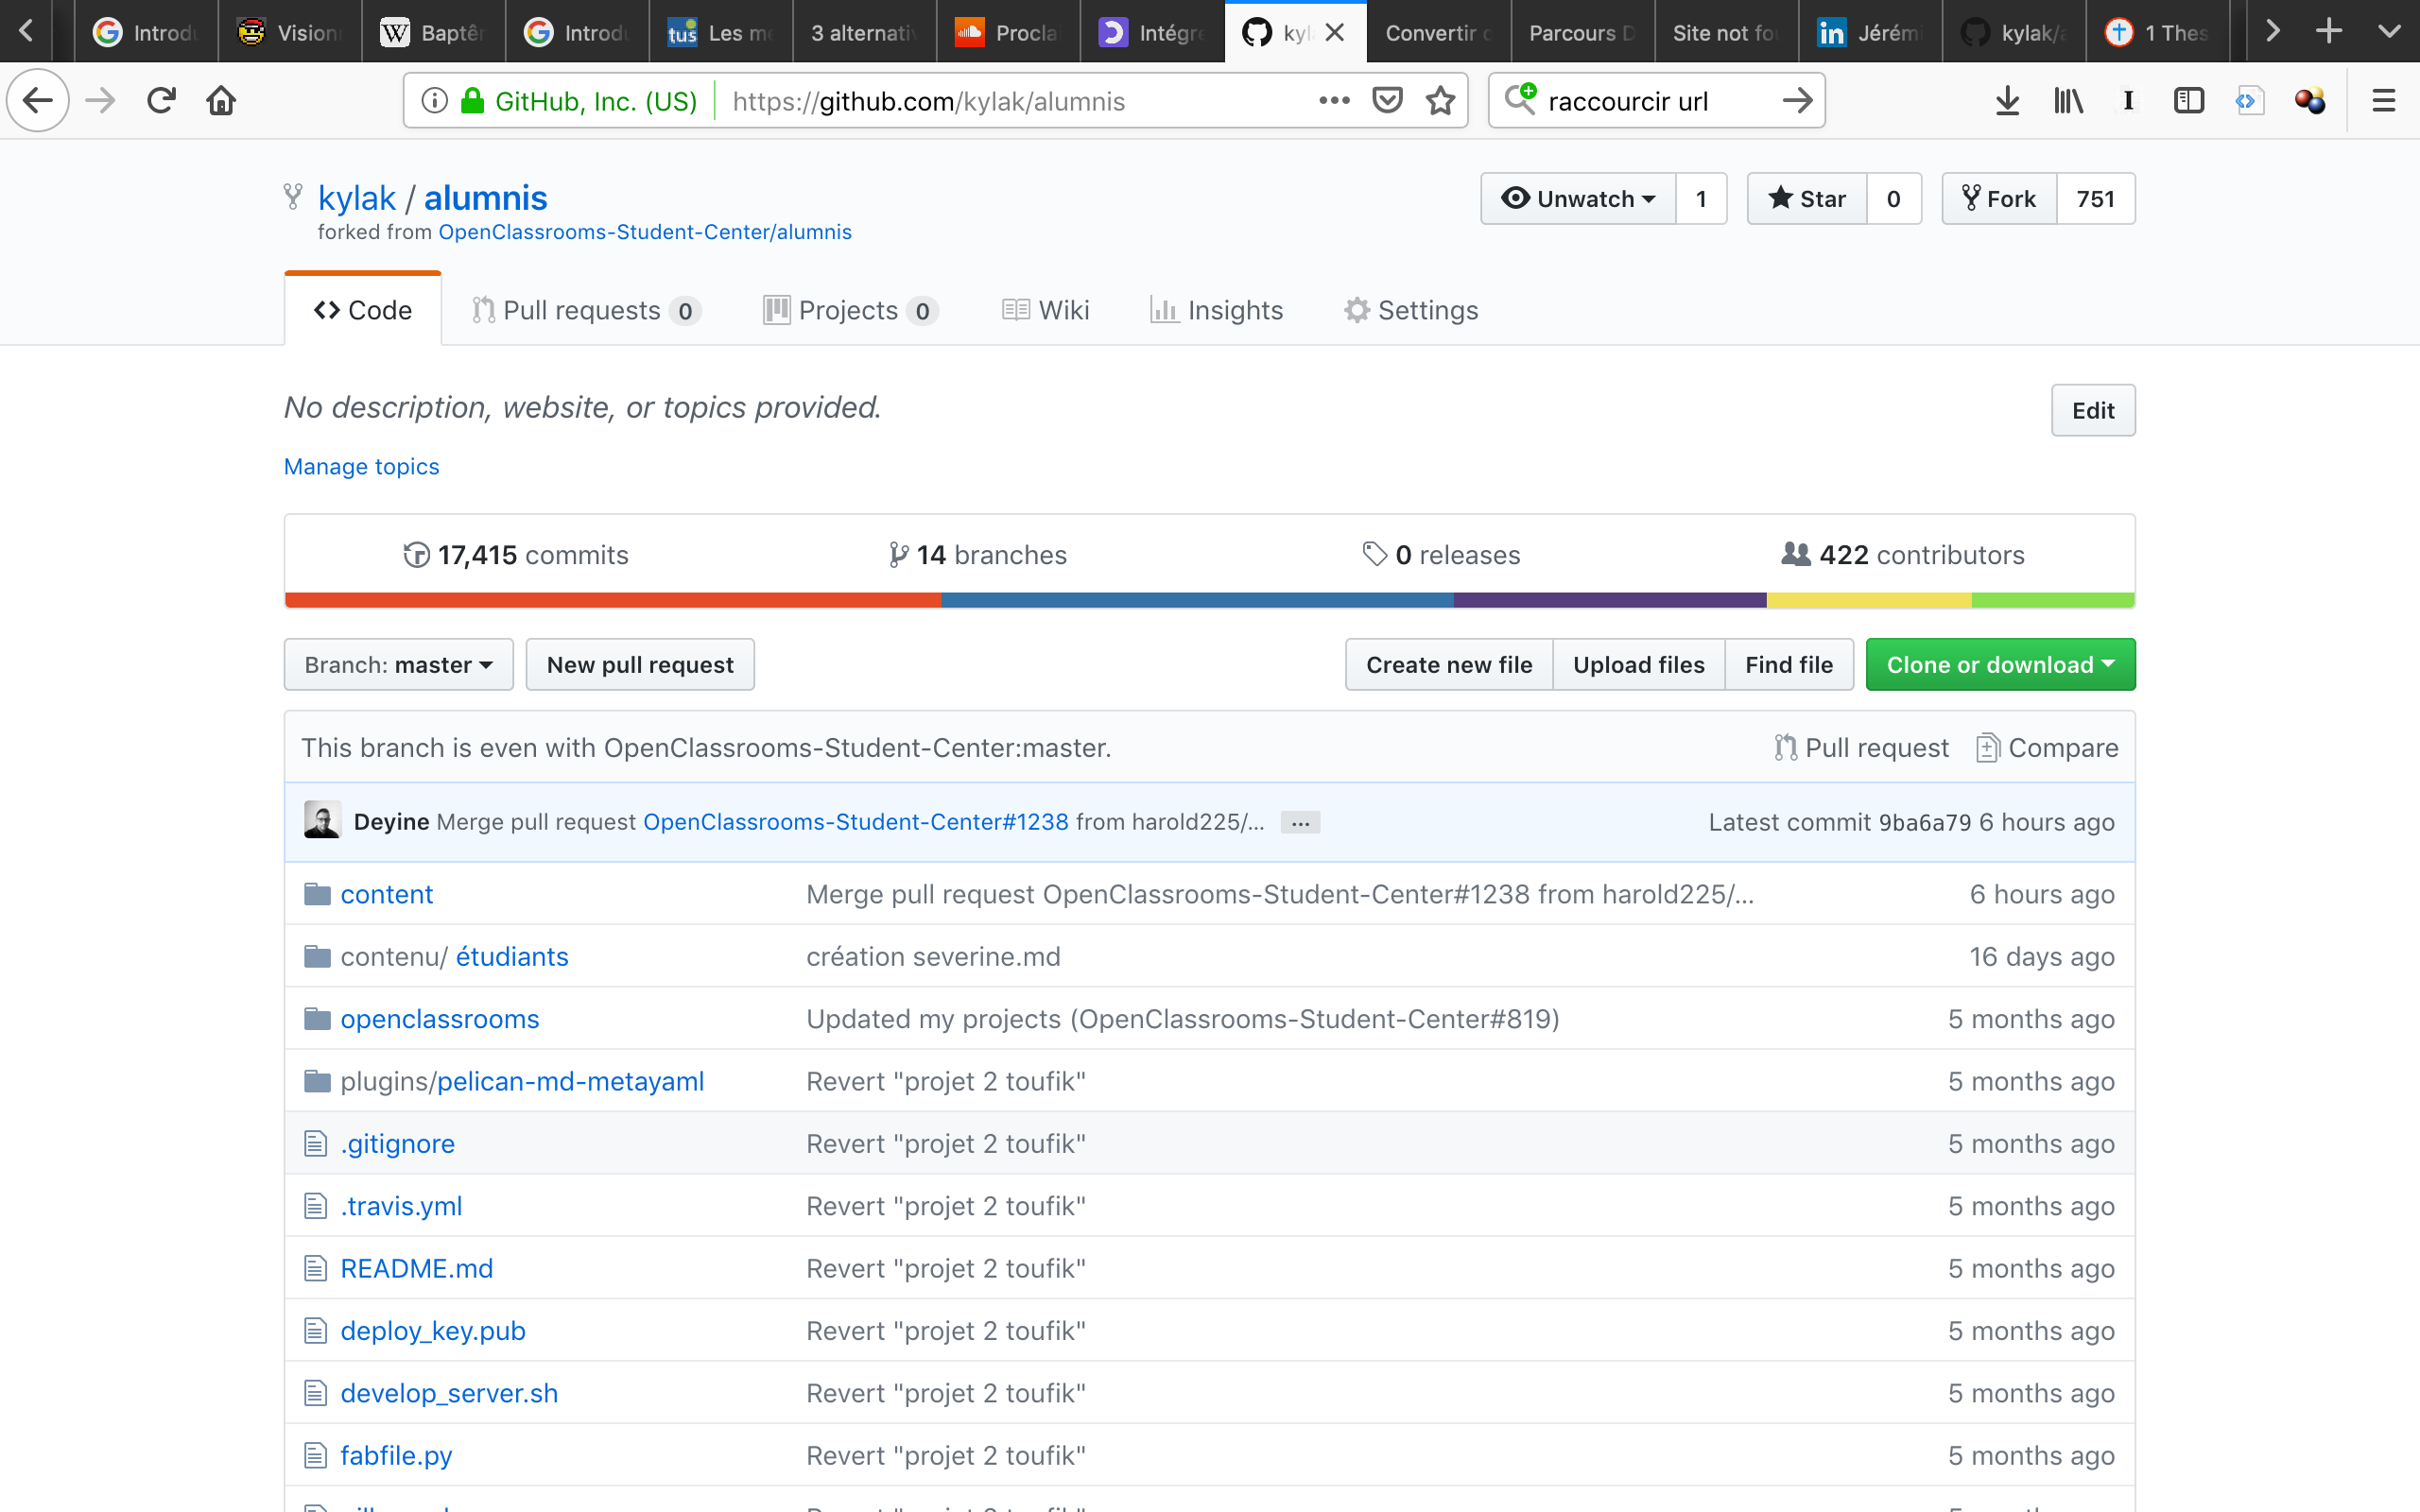 Introdu Vision Baptêr Introdu Les me 3 alternativ Procla Intégre kyl Convertir Parcours Site not fo Jérémi kylak/a 1 Thes
GitHub, Inc. (US) https://github.com/kylak/alumnis raccourcir url
kylak / alumnis
forked from OpenClassrooms-Student-Center/alumnis
Unwatch 1 Star 0 Fork 751
Code Pull requests 0 Projects 0 Wiki Insights Settings
No description, website, or topics provided. Edit
Manage topics
17,415 commits 14 branches 0 releases 422 contributors
Branch: master New pull request Create new file Upload files Find file Clone or download
This branch is even with OpenClassrooms-Student-Center:master. Pull request Compare
Deyine Merge pull request OpenClassrooms-Student-Center#1238 from harold225/… … Latest commit 9ba6a79 6 hours ago
content Merge pull request OpenClassrooms-Student-Center#1238 from harold225/… 6 hours ago
contenu/ étudiants création severine.md 16 days ago
openclassrooms Updated my projects (OpenClassrooms-Student-Center#819) 5 months ago
plugins/pelican-md-metayaml Revert "projet 2 toufik" 5 months ago
.gitignore Revert "projet 2 toufik" 5 months ago
.travis.yml Revert "projet 2 toufik" 5 months ago
README.md Revert "projet 2 toufik" 5 months ago
deploy_key.pub Revert "projet 2 toufik" 5 months ago
develop_server.sh Revert "projet 2 toufik" 5 months ago
fabfile.py Revert "projet 2 toufik" 5 months ago